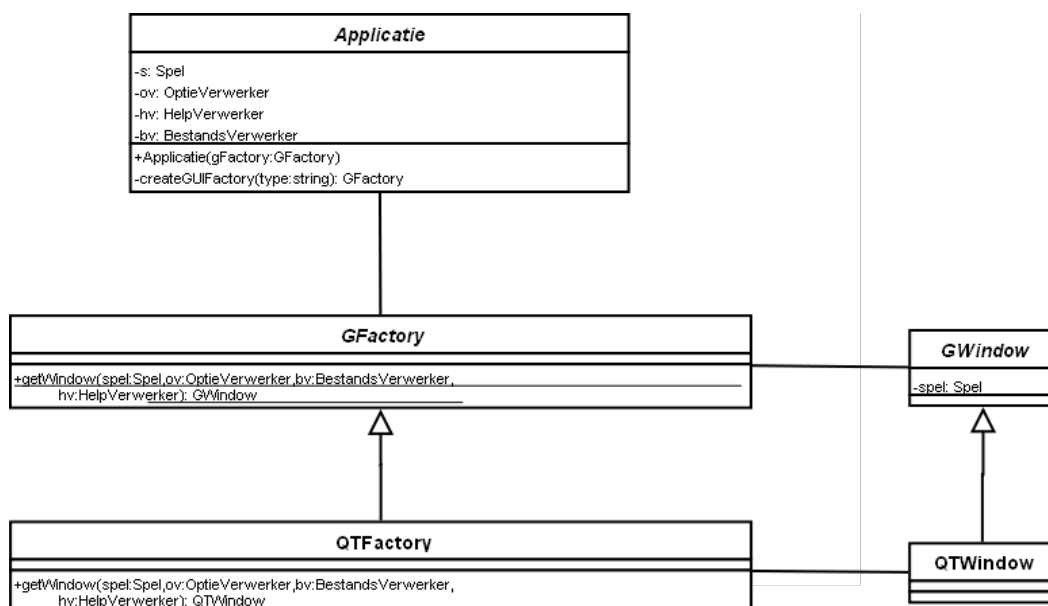 Applicatie
-s: Spel
-ov: OptieVerwerker
-hv: HelpVerwerker
-bv: BestandsVerwerker
+Applicatie(gFactory:GFactory)
-createGUIFactory(type:string): GFactory
GFactory
+getWindow(spel:Spel,ov:OptieVerwerker,bv:BestandsVerwerker,
hv:HelpVerwerker): GWindow
GWindow
-spel: Spel
QTFactory
+getWindow(spel:Spel,ov:OptieVerwerker,bv:BestandsVerwerker,
hv:HelpVerwerker): QTWindow
QTWindow